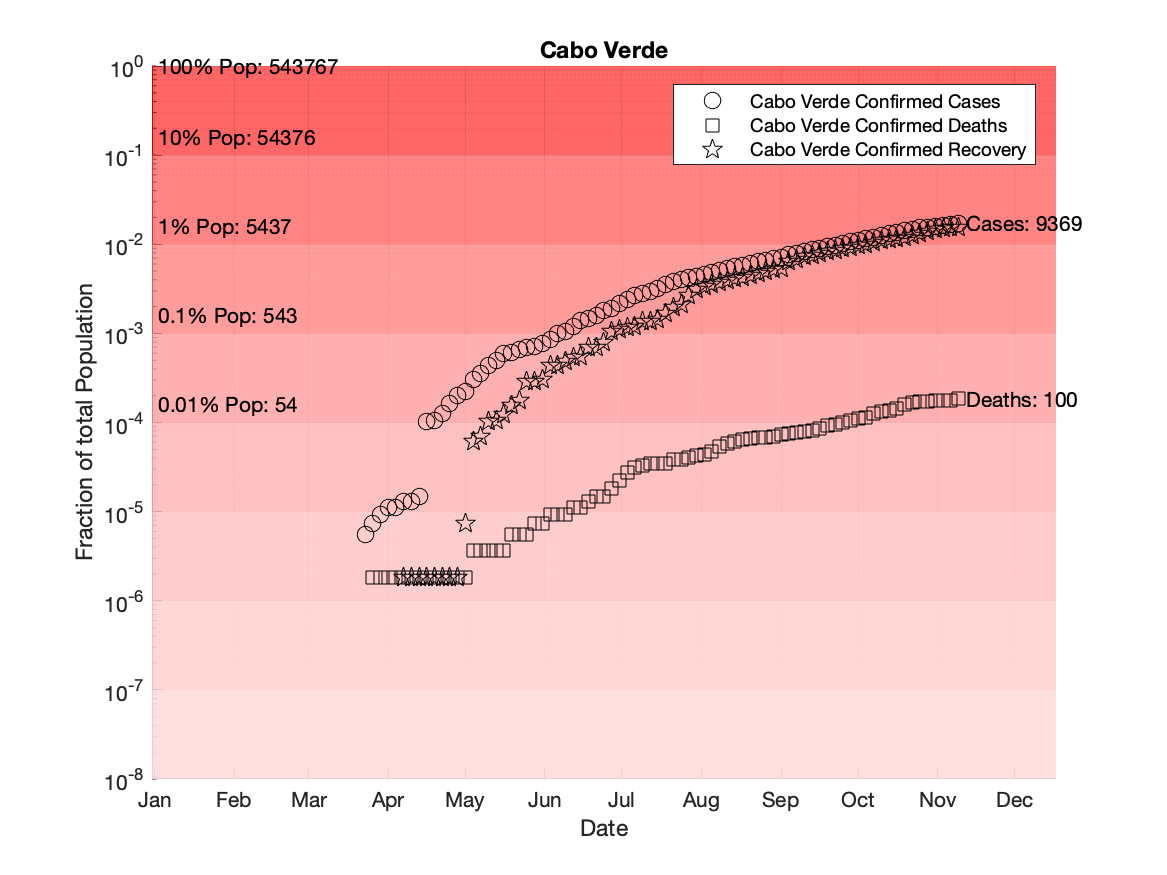 Cabo Verde
10^0
10^-1
10^-2
10^-3
10^-4
10^-5
10^-6
10^-7
10^-8
Fraction of total Population
100% Pop: 543767
10% Pop: 54376
1% Pop: 5437
0.1% Pop: 543
0.01% Pop: 54
Cabo Verde Confirmed Cases
Cabo Verde Confirmed Deaths
Cabo Verde Confirmed Recovery
Cases: 9369
Deaths: 100
Jan Feb Mar Apr May Jun Jul Aug Sep Oct Nov Dec
Date